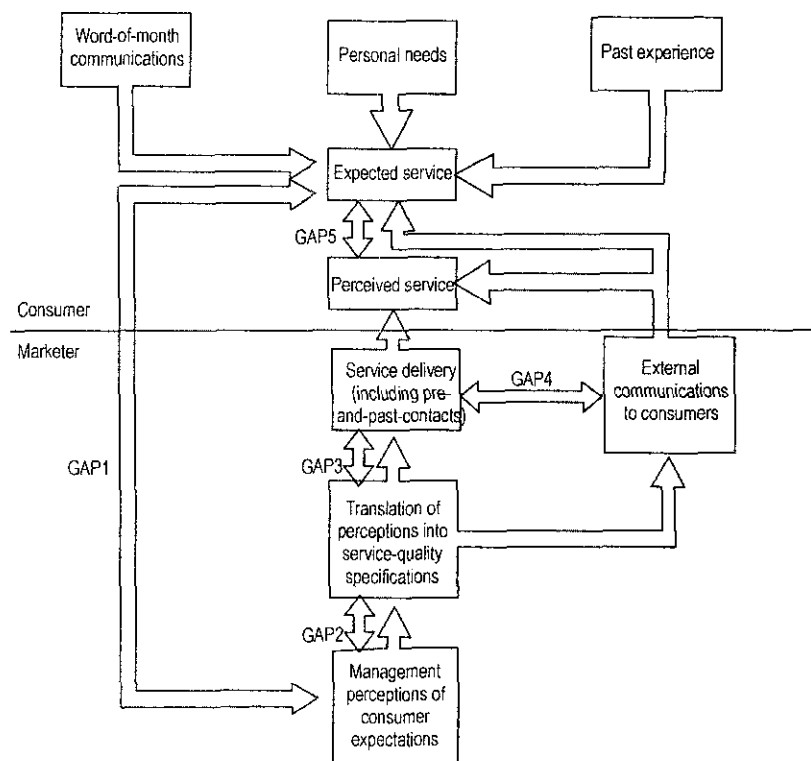 Word-of-month
communications
Personal needs
Past experience
Expected service
GAP5
Perceived service
Consumer
Marketer
Service delivery
(including pre-
and-past-contacts)
GAP4
External
communications
to consumers
GAP1
GAP3
Translation of
perceptions into
service-quality
specifications
GAP2
Management
perceptions of
consumer
expectations